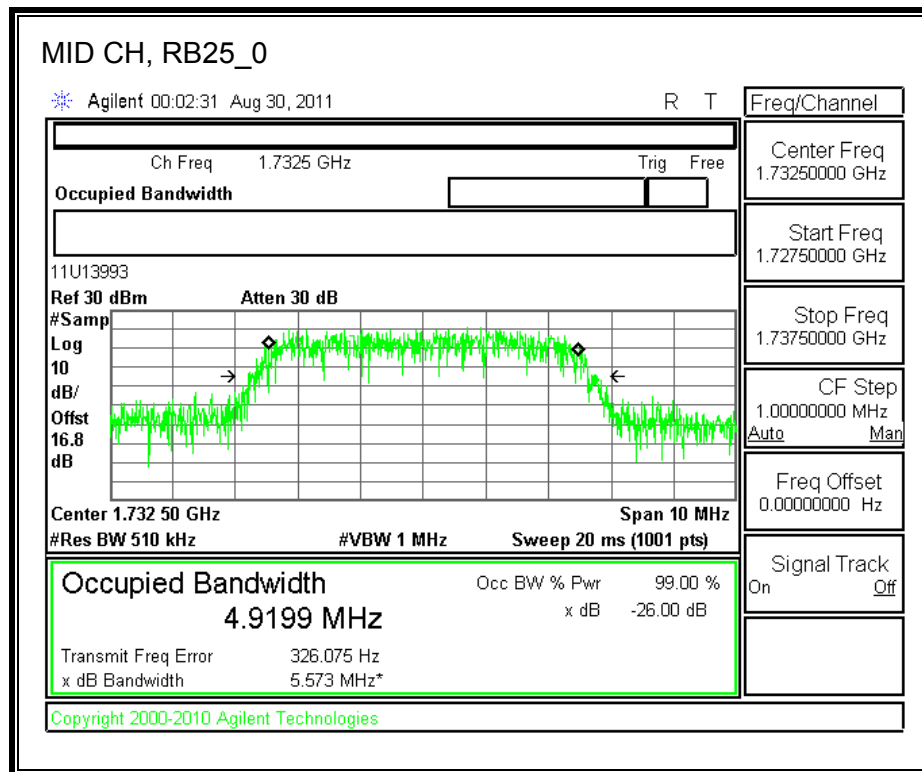 MID CH, RB25_0
Agilent 00:02:31 Aug 30, 2011 R T
Freq/Channel
Ch Freq 1.7325 GHz Trig Free
Occupied Bandwidth
Center Freq
1.73250000 GHz
Start Freq
1.72750000 GHz
Stop Freq
1.73750000 GHz
CF Step
1.00000000 MHz
Auto Man
Freq Offset
0.00000000 Hz
Signal Track
On Off
11U13993
Ref 30 dBm Atten 30 dB
#Samp
Log
10
dB/
Offst
16.8
dB
Center 1.732 50 GHz Span 10 MHz
#Res BW 510 kHz #VBW 1 MHz Sweep 20 ms (1001 pts)
Occupied Bandwidth Occ BW % Pwr 99.00 %
4.9199 MHz x dB -26.00 dB
Transmit Freq Error 326.075 Hz
x dB Bandwidth 5.573 MHz*
Copyright 2000-2010 Agilent Technologies